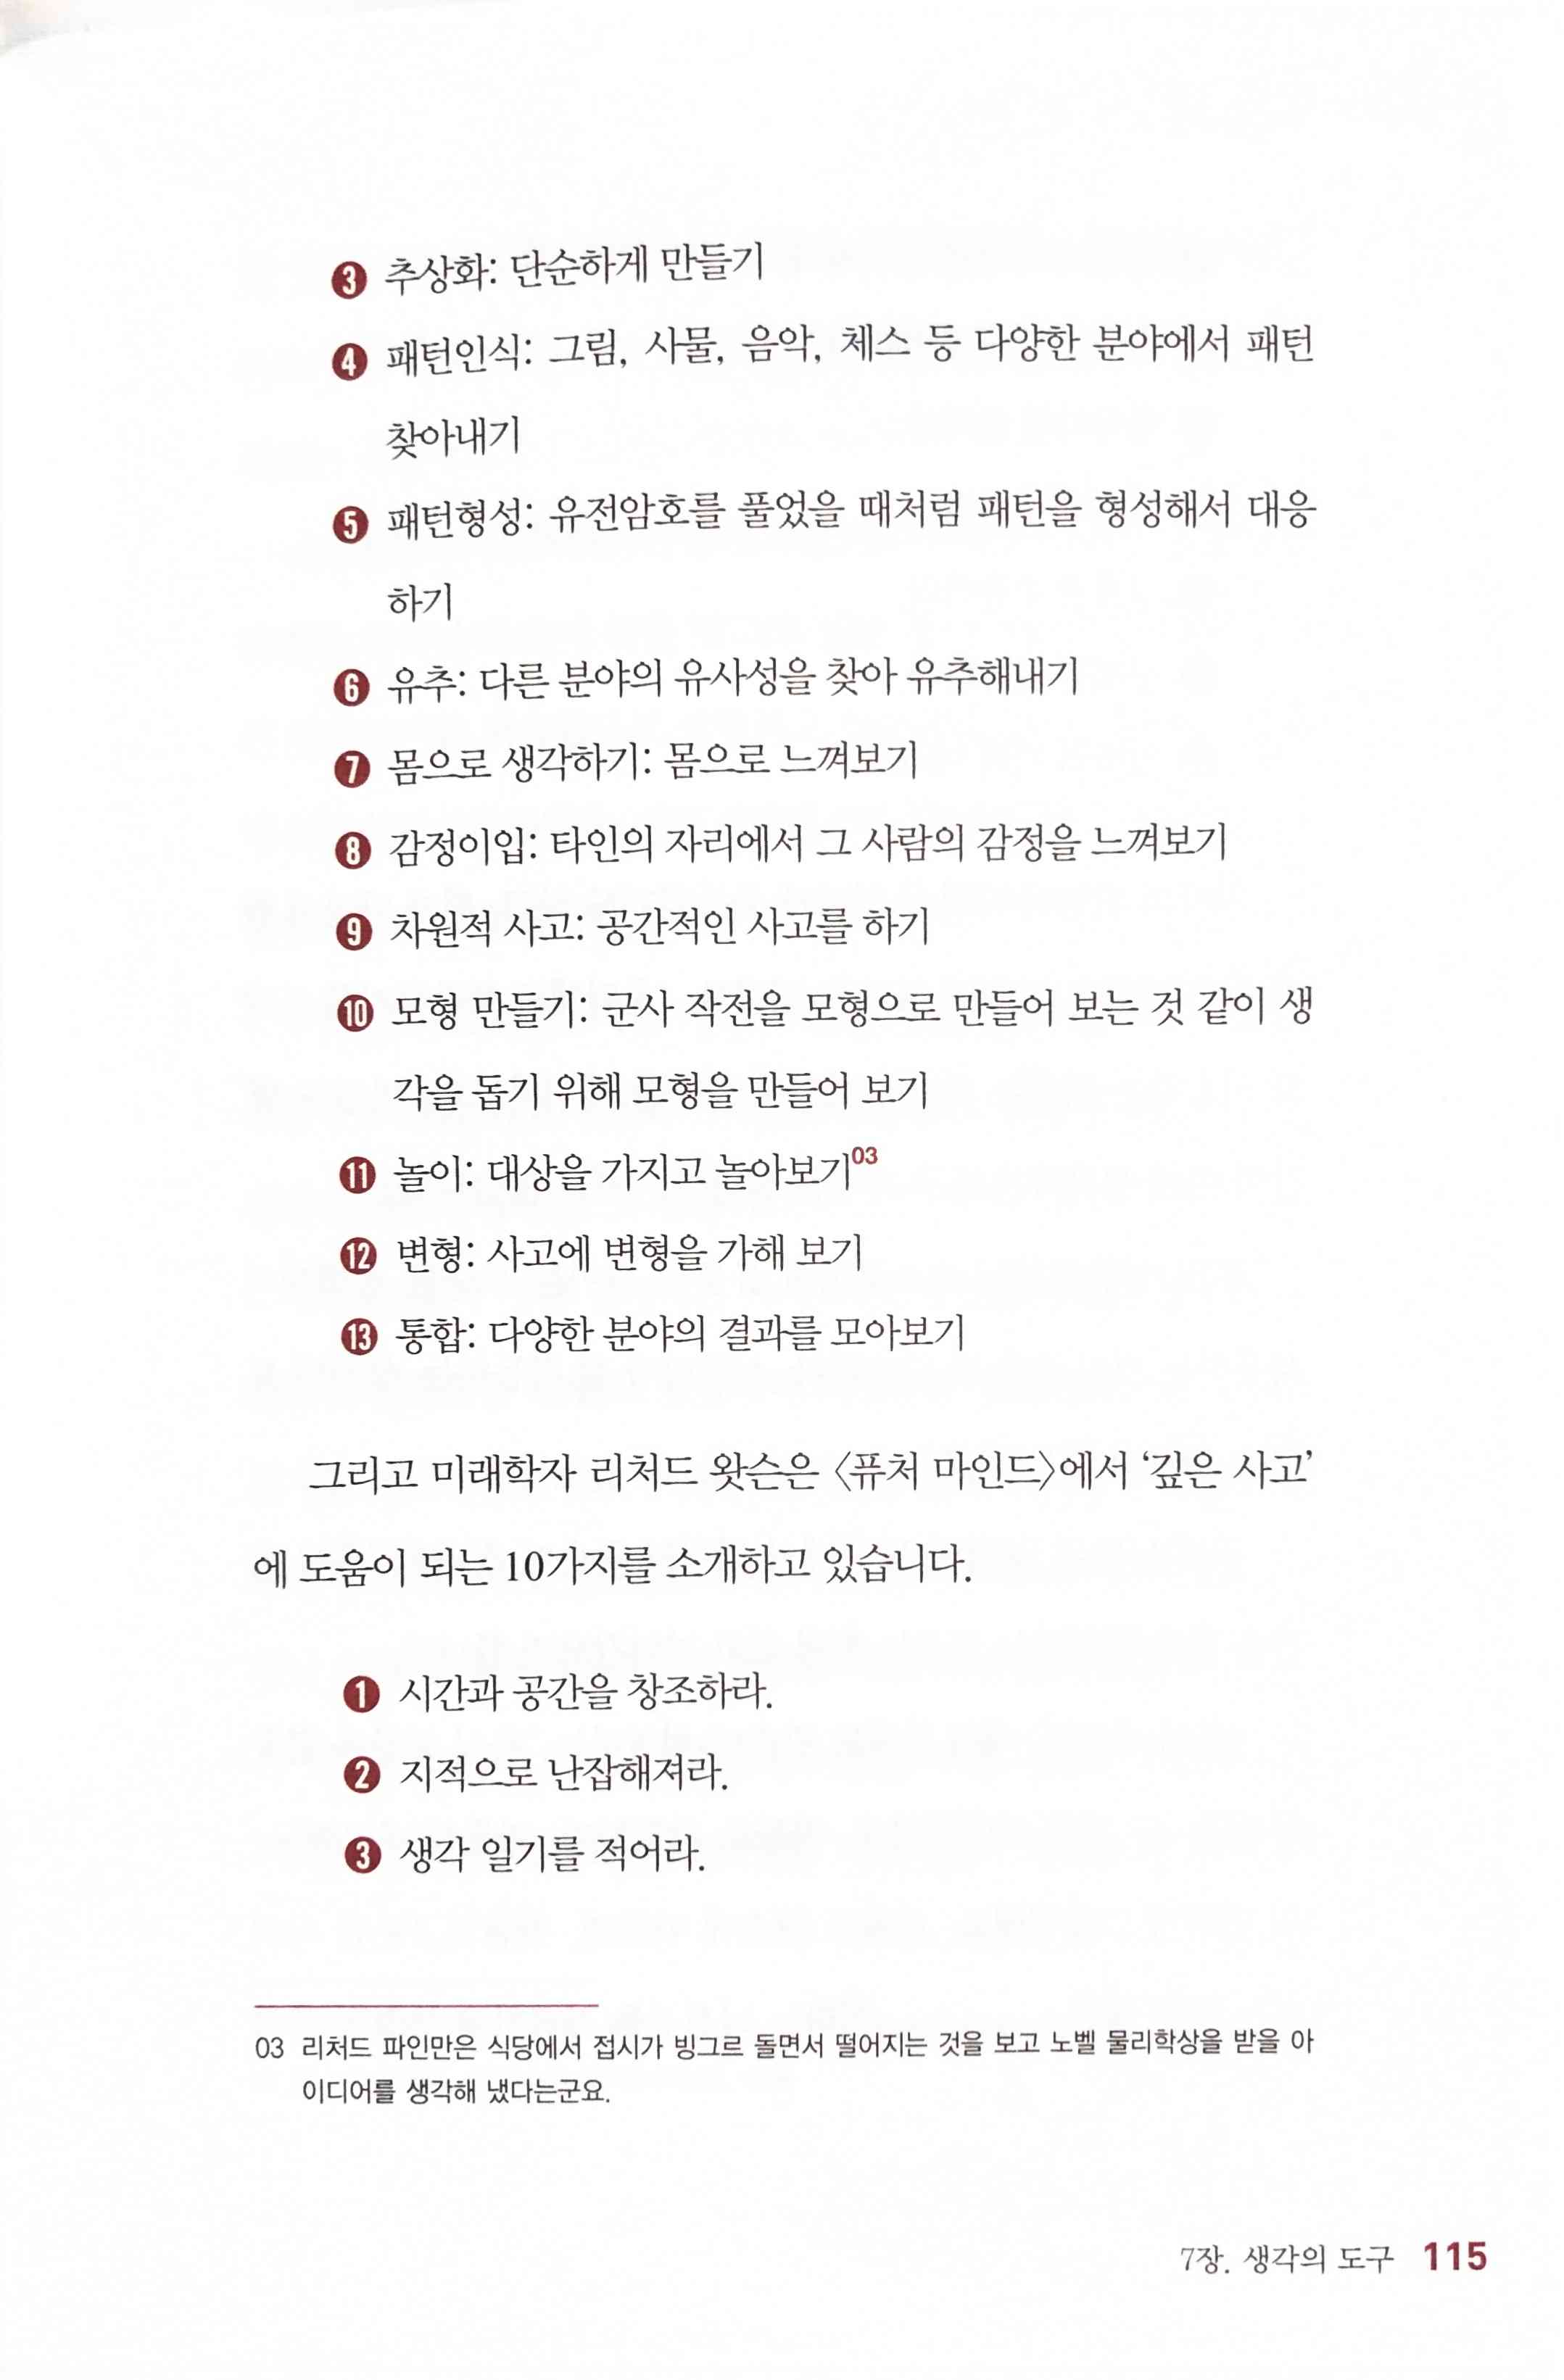 ❸ 추상화: 단순하게 만들기
❹ 패턴인식: 그림, 사물, 음악, 체스 등 다양한 분야에서 패턴
찾아내기
❺ 패턴형성: 유전암호를 풀었을 때처럼 패턴을 형성해서 대응
하기
❻ 유추: 다른 분야의 유사성을 찾아 유추해내기
❼ 몸으로 생각하기: 몸으로 느껴보기
❽ 감정이입: 타인의 자리에서 그 사람의 감정을 느껴보기
❾ 차원적 사고: 공간적인 사고를 하기
❿ 모형 만들기: 군사 작전을 모형으로 만들어 보는 것 같이 생
각을 돕기 위해 모형을 만들어 보기
⓫ 놀이: 대상을 가지고 놀아보기03
⓬ 변형: 사고에 변형을 가해 보기
⓭ 통합: 다양한 분야의 결과를 모아보기
그리고 미래학자 리처드 왓슨은 〈퓨처 마인드〉에서 ‘깊은 사고’
에 도움이 되는 10가지를 소개하고 있습니다.
❶ 시간과 공간을 창조하라.
❷ 지적으로 난잡해져라.
❸ 생각 일기를 적어라.
03 리처드 파인만은 식당에서 접시가 빙그르 돌면서 떨어지는 것을 보고 노벨 물리학상을 받을 아
이디어를 생각해 냈다는군요.
7장. 생각의 도구 115